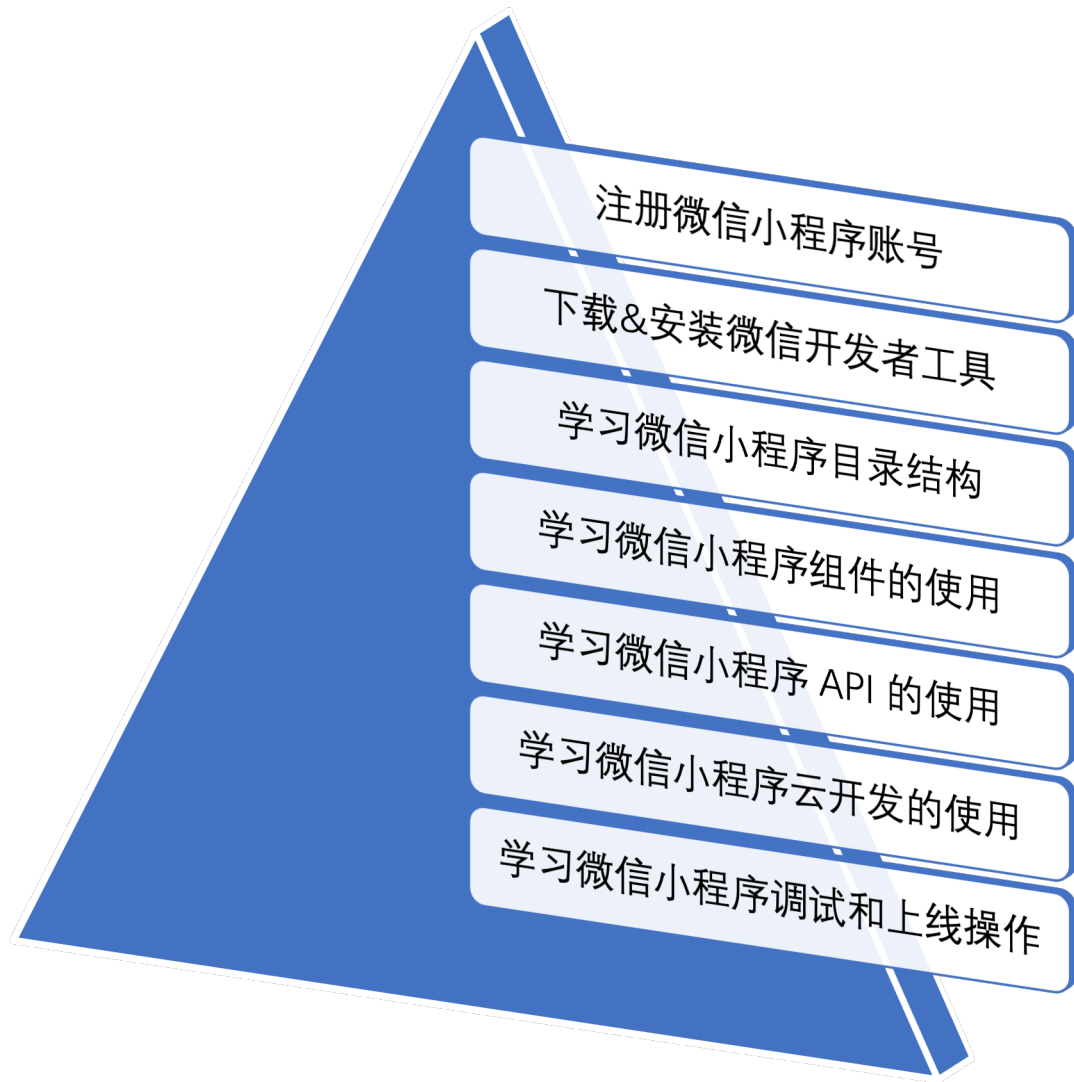 注册微信小程序账号
下载&安装微信开发者工具
学习微信小程序目录结构
学习微信小程序组件的使用
学习微信小程序 API 的使用
学习微信小程序云开发的使用
学习微信小程序调试和上线操作